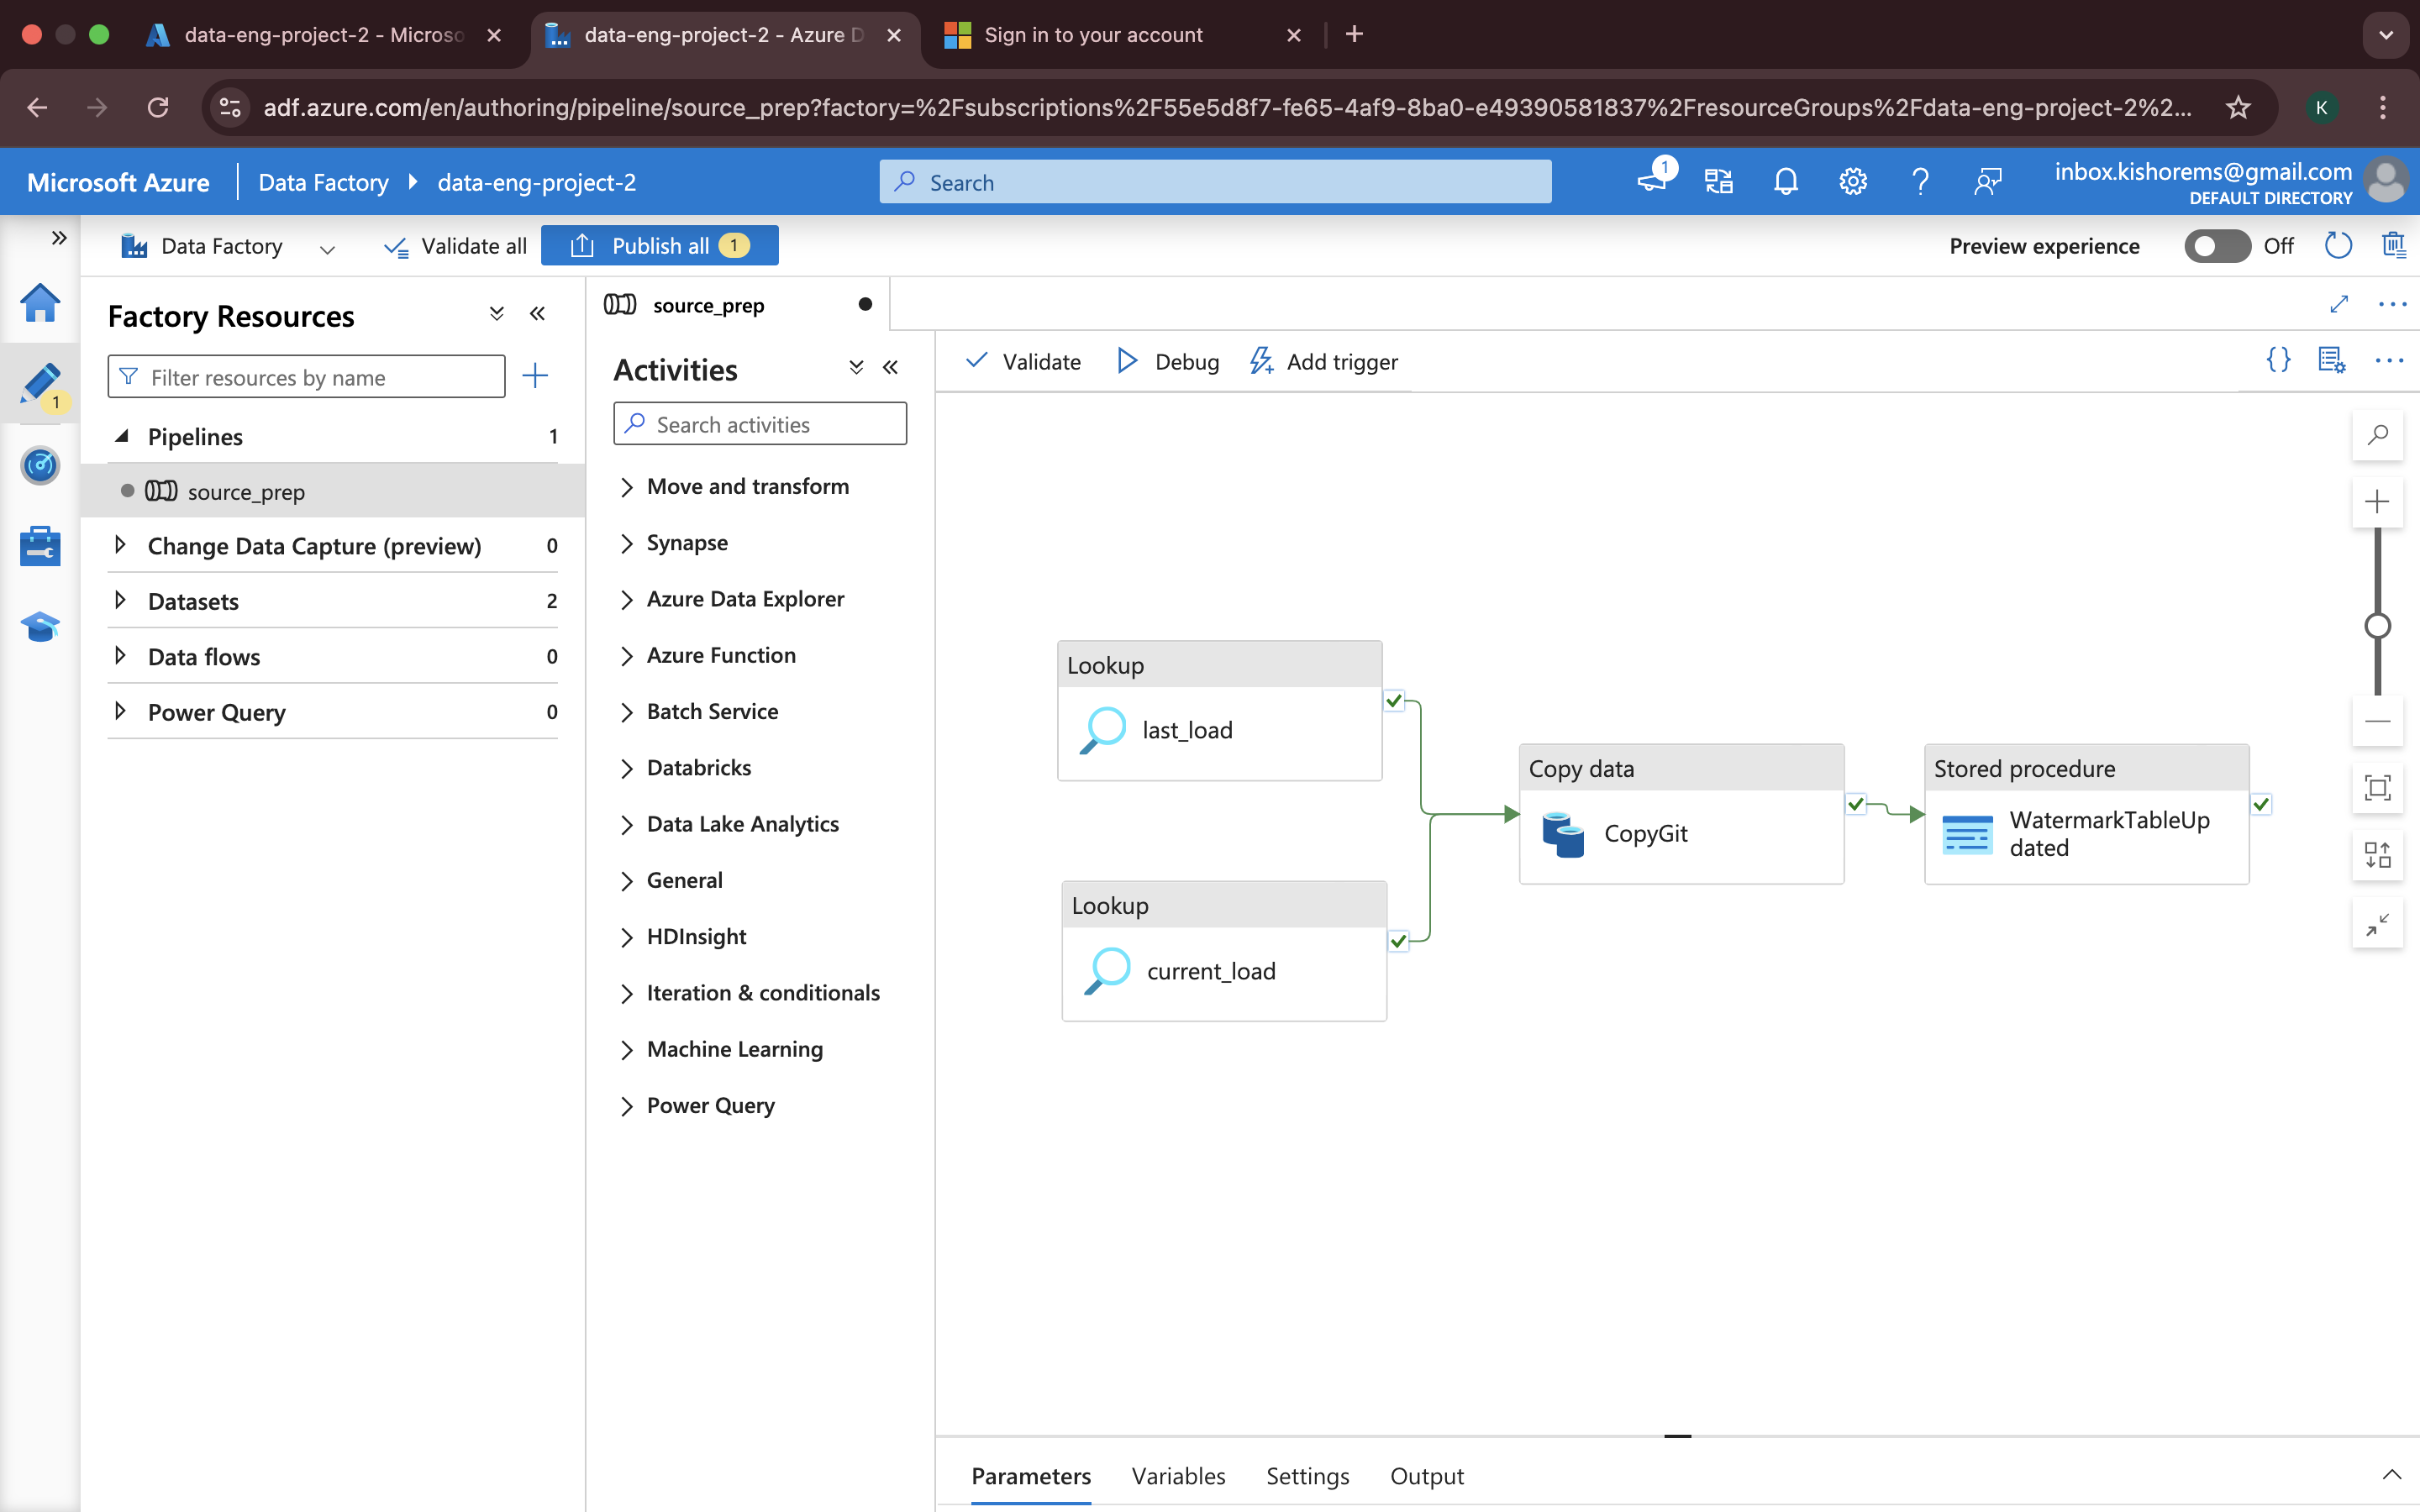 data-eng-project-2 - Microso
data-eng-project-2 - Azure D
Sign in to your account
adf.azure.com/en/authoring/pipeline/source_prep?factory=%2Fsubscriptions%2F55e5d8f7-fe65-4af9-8ba0-e49390581837%2FresourceGroups%2Fdata-eng-project-2%2...
K
Microsoft Azure
Data Factory
data-eng-project-2
Search
1
inbox.kishorems@gmail.com
DEFAULT DIRECTORY
Data Factory
Validate all
Publish all 1
Preview experience
Off
Factory Resources
Filter resources by name
1
Pipelines 1
source_prep
Change Data Capture (preview) 0
Datasets 2
Data flows 0
Power Query 0
source_prep
Activities
Search activities
Move and transform
Synapse
Azure Data Explorer
Azure Function
Batch Service
Databricks
Data Lake Analytics
General
HDInsight
Iteration & conditionals
Machine Learning
Power Query
Validate
Debug
Add trigger
{}
Lookup
last_load
Lookup
current_load
Copy data
CopyGit
Stored procedure
WatermarkTableUp
dated
Parameters
Variables
Settings
Output